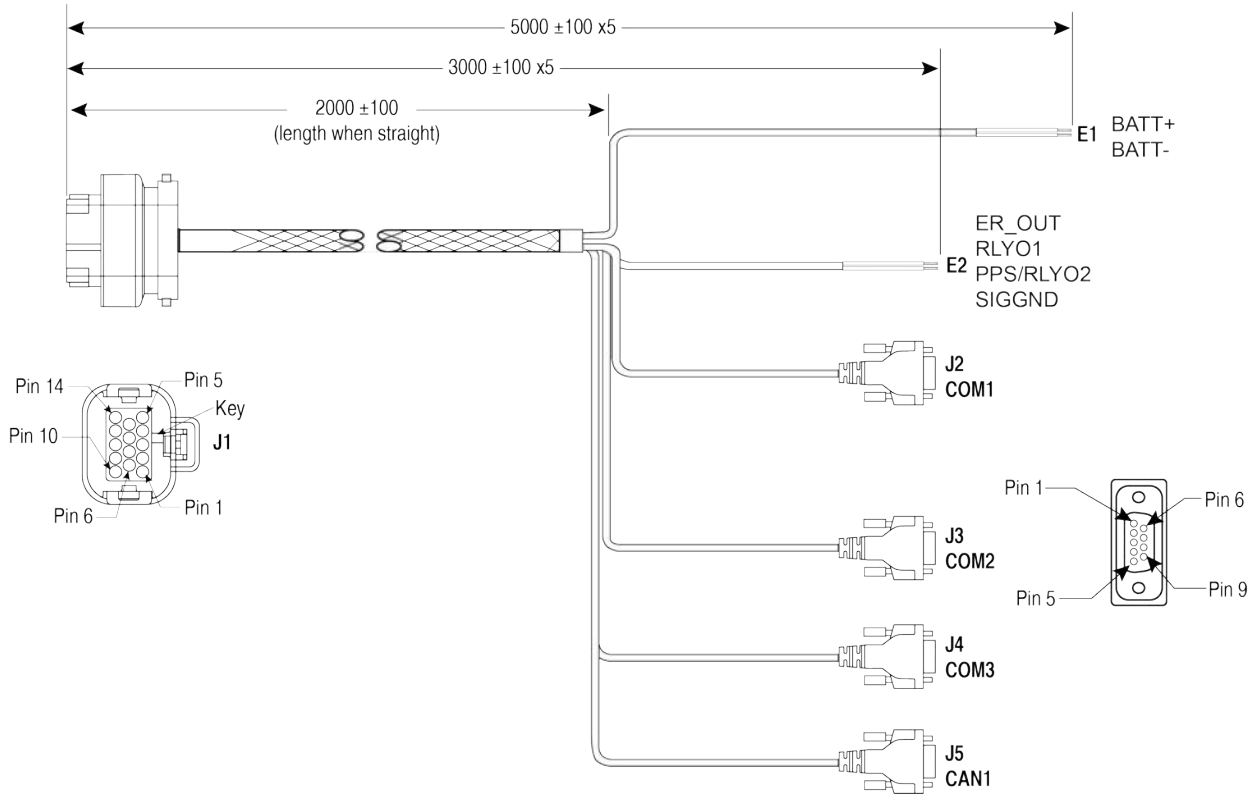 5000 ±100 x5
3000 ±100 x5
2000 ±100
(length when straight)
E1
BATT+
BATT-
E2
ER_OUT
RLYO1
PPS/RLYO2
SIGGND
J2
COM1
Pin 14
Pin 5
Key
Pin 10
J1
Pin 6
Pin 1
J3
COM2
Pin 1
Pin 6
Pin 5
Pin 9
J4
COM3
J5
CAN1